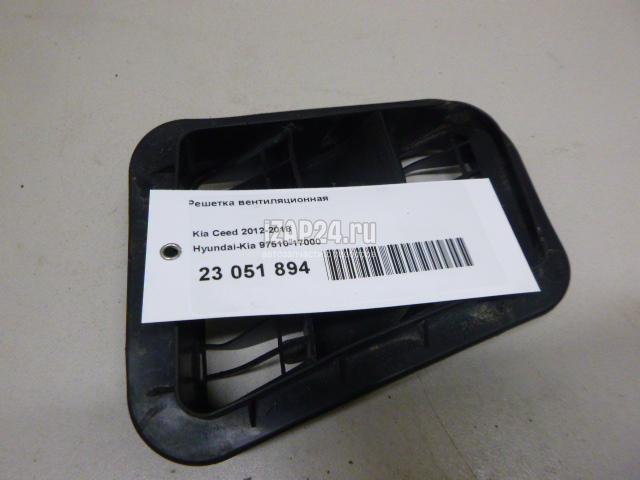 Решетка вентиляционная
iZAP24.ru
Kia Ceed 2012-2018
Hyundai-Kia 97510-17000
23 051 894